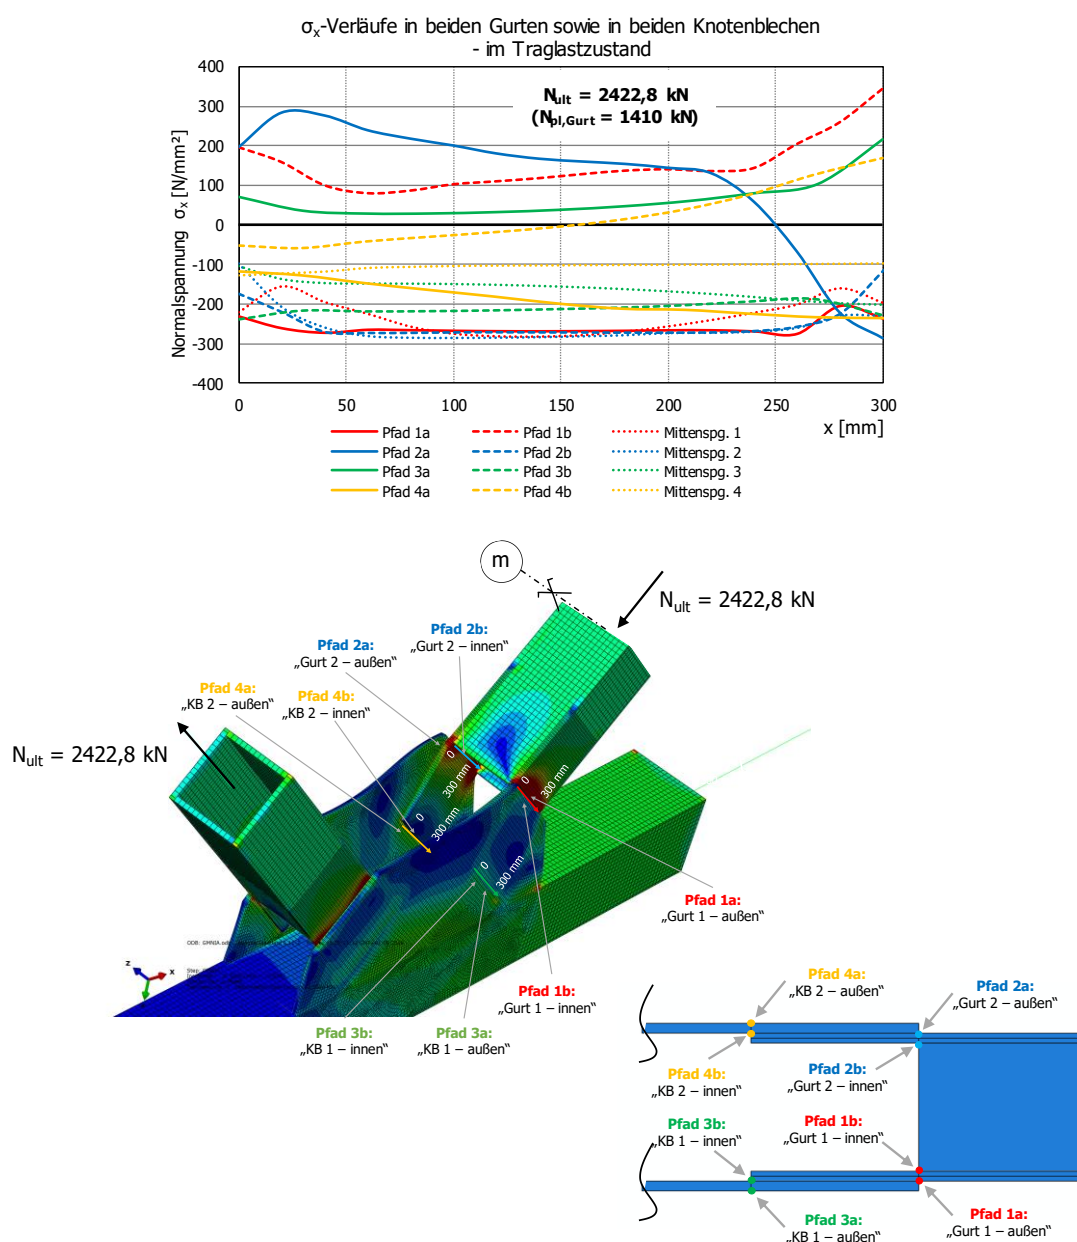 σx-Verläufe in beiden Gurten sowie in beiden Knotenblechen
- im Traglastzustand
Normalspannung σx [N/mm²]
400
300
200
100
0
-100
-200
-300
-400
Nult = 2422,8 kN
(Npl,Gurt = 1410 kN)
0 50 100 150 200 250 300
x [mm]
Pfad 1a Pfad 1b Mittenspg. 1
Pfad 2a Pfad 2b Mittenspg. 2
Pfad 3a Pfad 3b Mittenspg. 3
Pfad 4a Pfad 4b Mittenspg. 4
m
Nult = 2422,8 kN
Pfad 2b:
„Gurt 2 – innen“
Pfad 2a:
„Gurt 2 – außen“
Pfad 4a:
„KB 2 – außen“
Pfad 4b:
„KB 2 – innen“
Nult = 2422,8 kN
0
300 mm
0
300 mm
0
300 mm
0
300 mm
Pfad 1a:
„Gurt 1 – außen“
z
x
Pfad 1b:
„Gurt 1 – innen“
Pfad 3b:
„KB 1 – innen“
Pfad 3a:
„KB 1 – außen“
Pfad 4a:
„KB 2 – außen“
Pfad 2a:
„Gurt 2 – außen“
Pfad 4b:
„KB 2 – innen“
Pfad 2b:
„Gurt 2 – innen“
Pfad 3b:
„KB 1 – innen“
Pfad 1b:
„Gurt 1 – innen“
Pfad 3a:
„KB 1 – außen“
Pfad 1a:
„Gurt 1 – außen“